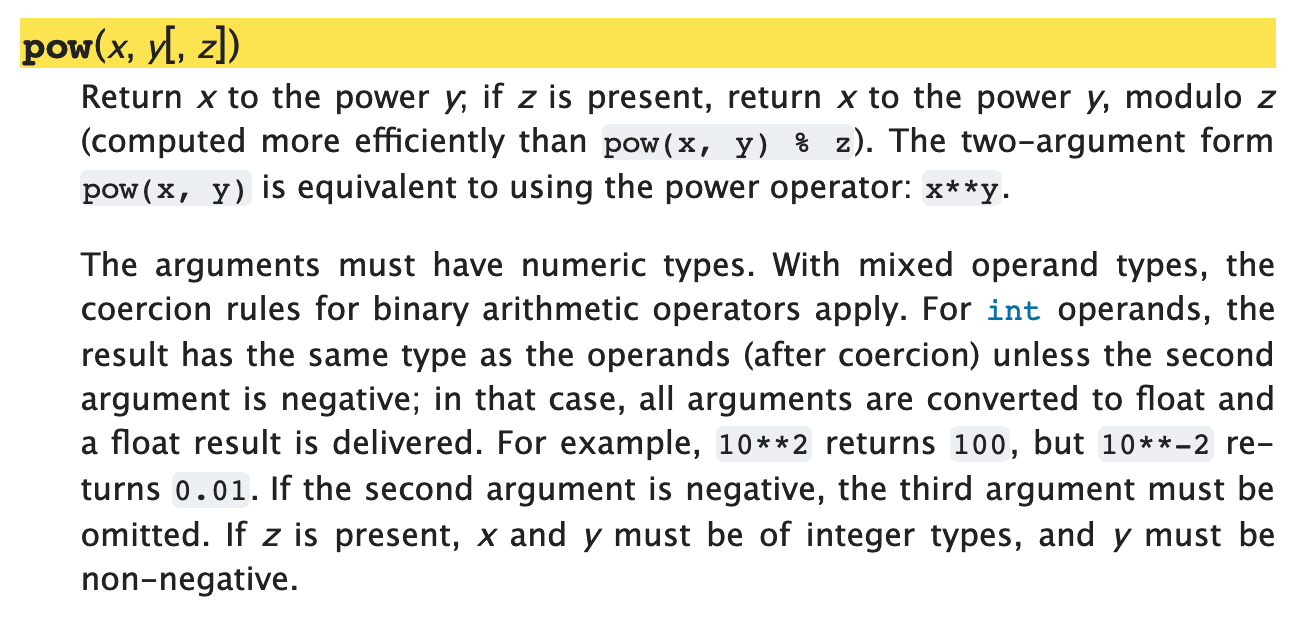 pow(x, y[, z])
Return x to the power y; if z is present, return x to the power y, modulo z
(computed more efficiently than pow(x, y) % z). The two-argument form
pow(x, y) is equivalent to using the power operator: x**y.
The arguments must have numeric types. With mixed operand types, the
coercion rules for binary arithmetic operators apply. For int operands, the
result has the same type as the operands (after coercion) unless the second
argument is negative; in that case, all arguments are converted to float and
a float result is delivered. For example, 10**2 returns 100, but 10**-2 re-
turns 0.01. If the second argument is negative, the third argument must be
omitted. If z is present, x and y must be of integer types, and y must be
non-negative.